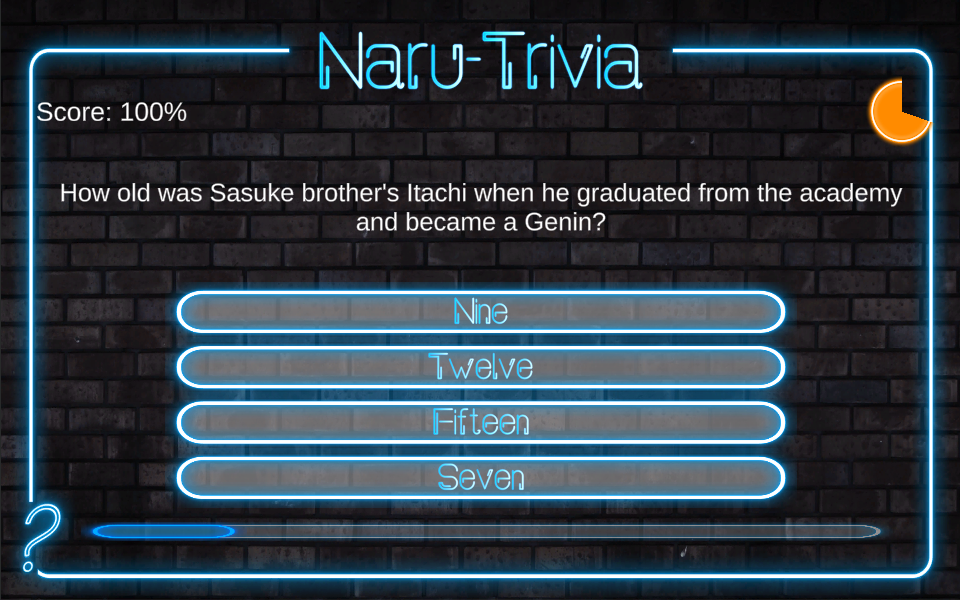 Naru-Trivia
Score: 100%
How old was Sasuke brother's Itachi when he graduated from the academy
and became a Genin?
Nine
Twelve
Fifteen
Seven
?